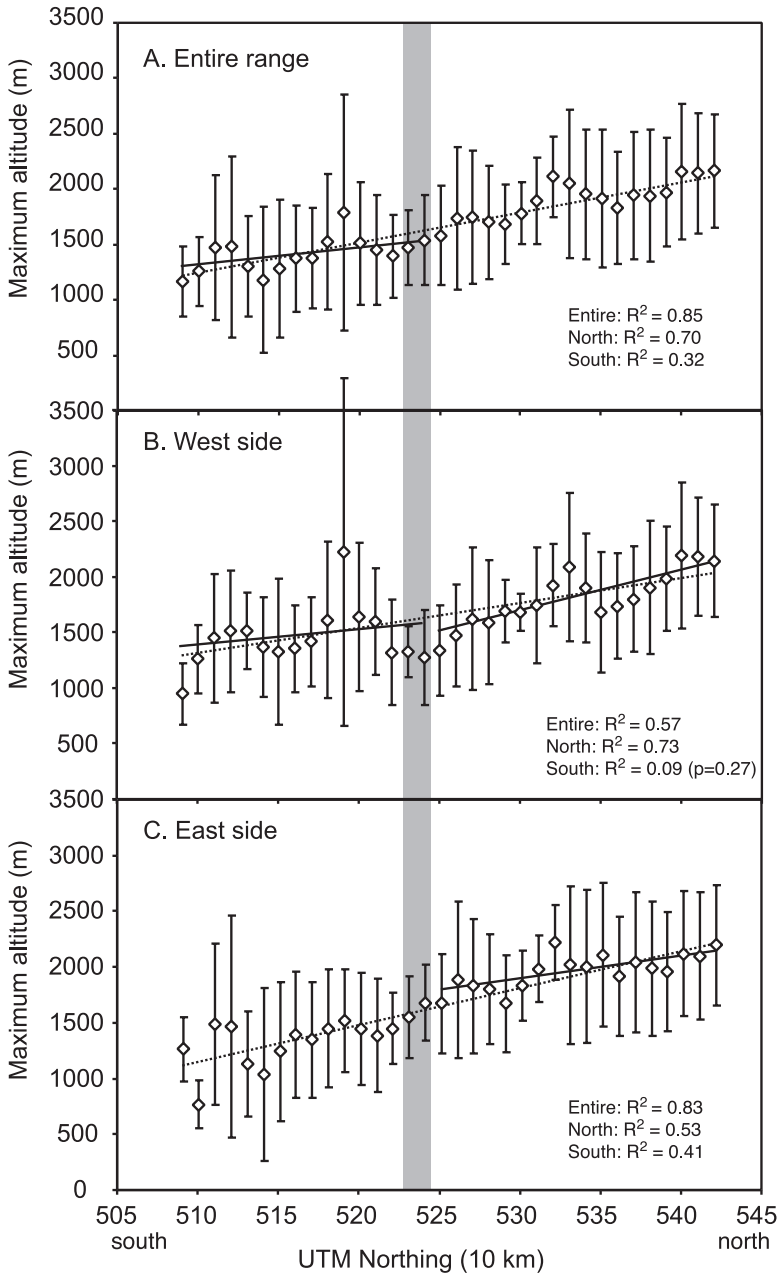 3500
3000
2500
2000
1500
1000
500
Maximum altitude (m)
A. Entire range
Entire: R² = 0.85
North: R² = 0.70
South: R² = 0.32
3500
3000
2500
2000
1500
1000
500
Maximum altitude (m)
B. West side
Entire: R² = 0.57
North: R² = 0.73
South: R² = 0.09 (p=0.27)
3500
3000
2500
2000
1500
1000
500
0
Maximum altitude (m)
C. East side
Entire: R² = 0.83
North: R² = 0.53
South: R² = 0.41
505 510 515 520 525 530 535 540 545
south north
UTM Northing (10 km)